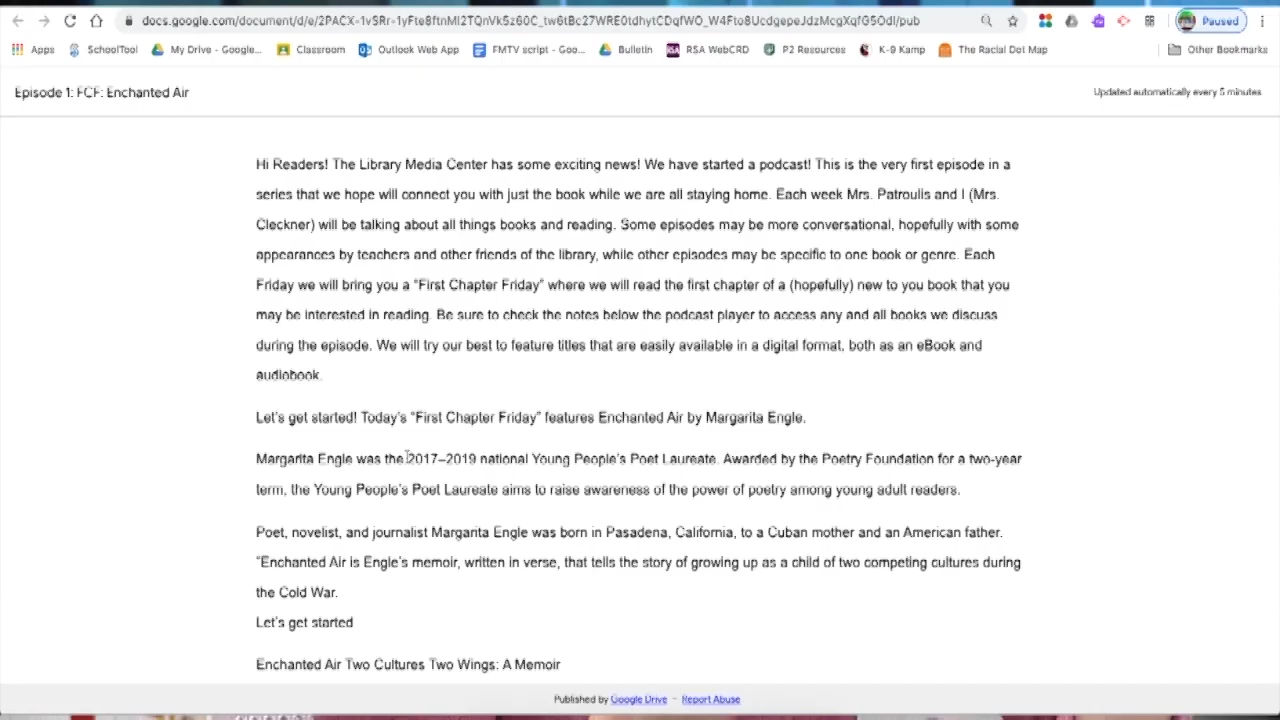 docs.google.com/document/d/e/2PACX-1vSRr-1yFte8ftnMI2TQnVk5z60C_tw6tBc27WRE0tdhytCDqfWO_W4Fto8UcdgepeJdzMcgXqfG5OdI/pub
Paused
Apps SchoolTool My Drive - Google... Classroom Outlook Web App FMTV script - Goo... Bulletin RSA WebCRD P2 Resources K-9 Kamp The Racial Dot Map Other Bookmarks
Episode 1: FCF: Enchanted Air Updated automatically every 5 minutes
Hi Readers! The Library Media Center has some exciting news! We have started a podcast! This is the very first episode in a
series that we hope will connect you with just the book while we are all staying home. Each week Mrs. Patroulis and I (Mrs.
Cleckner) will be talking about all things books and reading. Some episodes may be more conversational, hopefully with some
appearances by teachers and other friends of the library, while other episodes may be specific to one book or genre. Each
Friday we will bring you a “First Chapter Friday” where we will read the first chapter of a (hopefully) new to you book that you
may be interested in reading. Be sure to check the notes below the podcast player to access any and all books we discuss
during the episode. We will try our best to feature titles that are easily available in a digital format, both as an eBook and
audiobook.
Let’s get started! Today’s “First Chapter Friday” features Enchanted Air by Margarita Engle.
Margarita Engle was the 2017–2019 national Young People’s Poet Laureate. Awarded by the Poetry Foundation for a two-year
term, the Young People’s Poet Laureate aims to raise awareness of the power of poetry among young adult readers.
Poet, novelist, and journalist Margarita Engle was born in Pasadena, California, to a Cuban mother and an American father.
“Enchanted Air is Engle’s memoir, written in verse, that tells the story of growing up as a child of two competing cultures during
the Cold War.
Let’s get started
Enchanted Air Two Cultures Two Wings: A Memoir
Published by Google Drive – Report Abuse